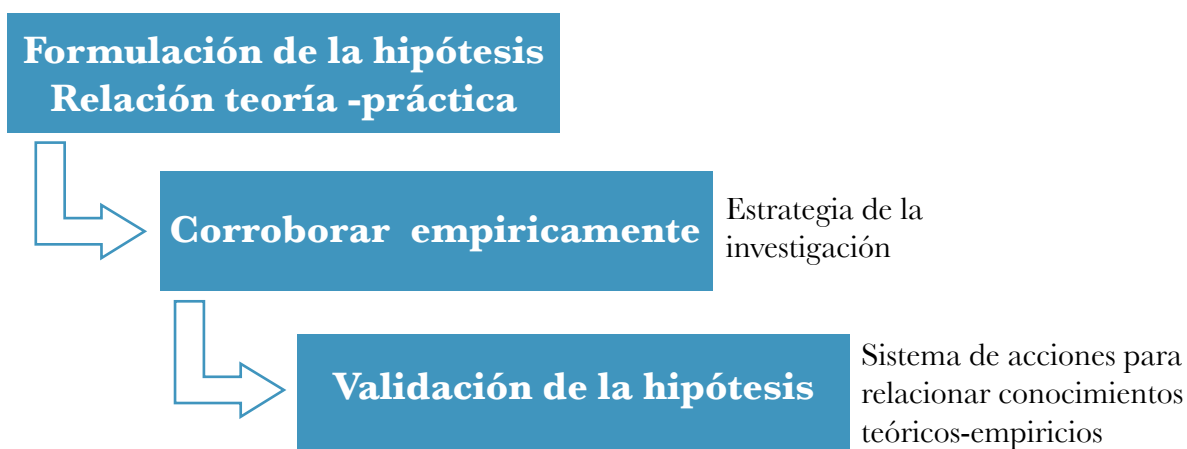 Formulación de la hipótesis
Relación teoría -práctica
Corroborar empiricamente
Estrategia de la
investigación
Validación de la hipótesis
Sistema de acciones para
relacionar conocimientos
teóricos-empiricios